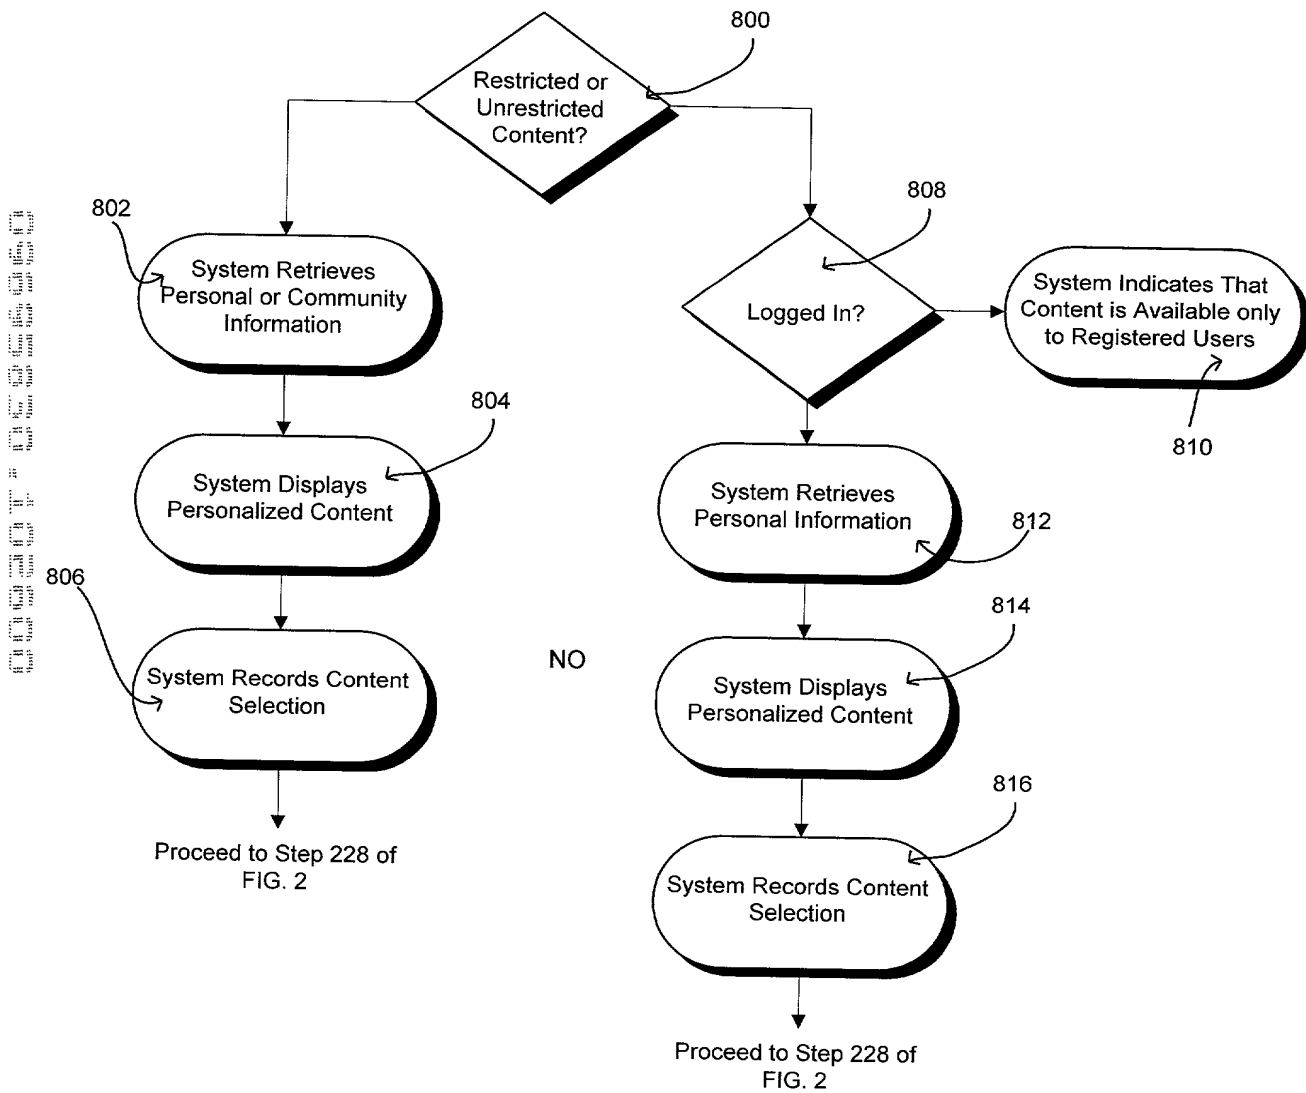 800
Restricted or
Unrestricted
Content?
802
System Retrieves
Personal or Community
Information
808
Logged In?
System Indicates That
Content is Available only
to Registered Users
810
804
System Displays
Personalized Content
System Retrieves
Personal Information
812
806
System Records Content
Selection
NO
814
System Displays
Personalized Content
816
System Records Content
Selection
Proceed to Step 228 of
FIG. 2
Proceed to Step 228 of
FIG. 2